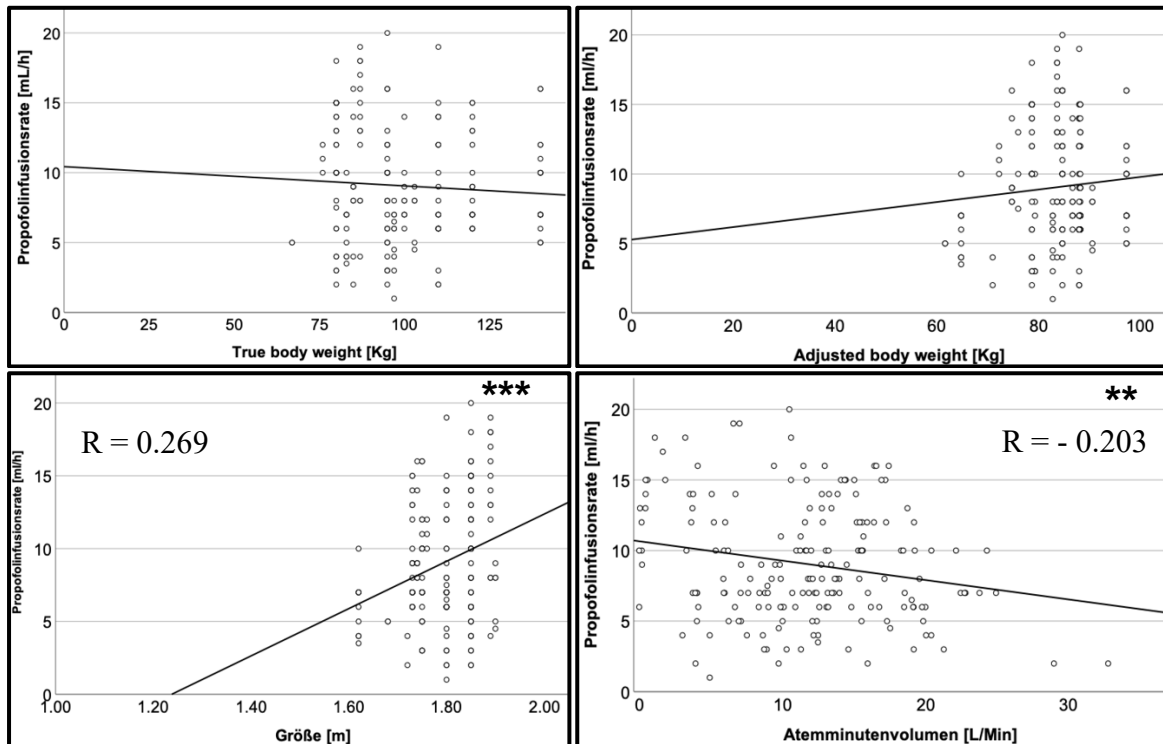 Propofolinfusionsrate [mL/h]
20
15
10
5
0
0 25 50 75 100 125
True body weight [Kg]
Propofolinfusionsrate [ml/h]
20
15
10
5
0
0 20 40 60 80 100
Adjusted body weight [Kg]
***
R = 0.269
Propofolinfusionsrate [ml/h]
20
15
10
5
0
1.00 1.20 1.40 1.60 1.80 2.00
Größe [m]
**
R = - 0.203
Propofolinfusionsrate [ml/h]
20
15
10
5
0
0 10 20 30
Atemminutenvolumen [L/Min]